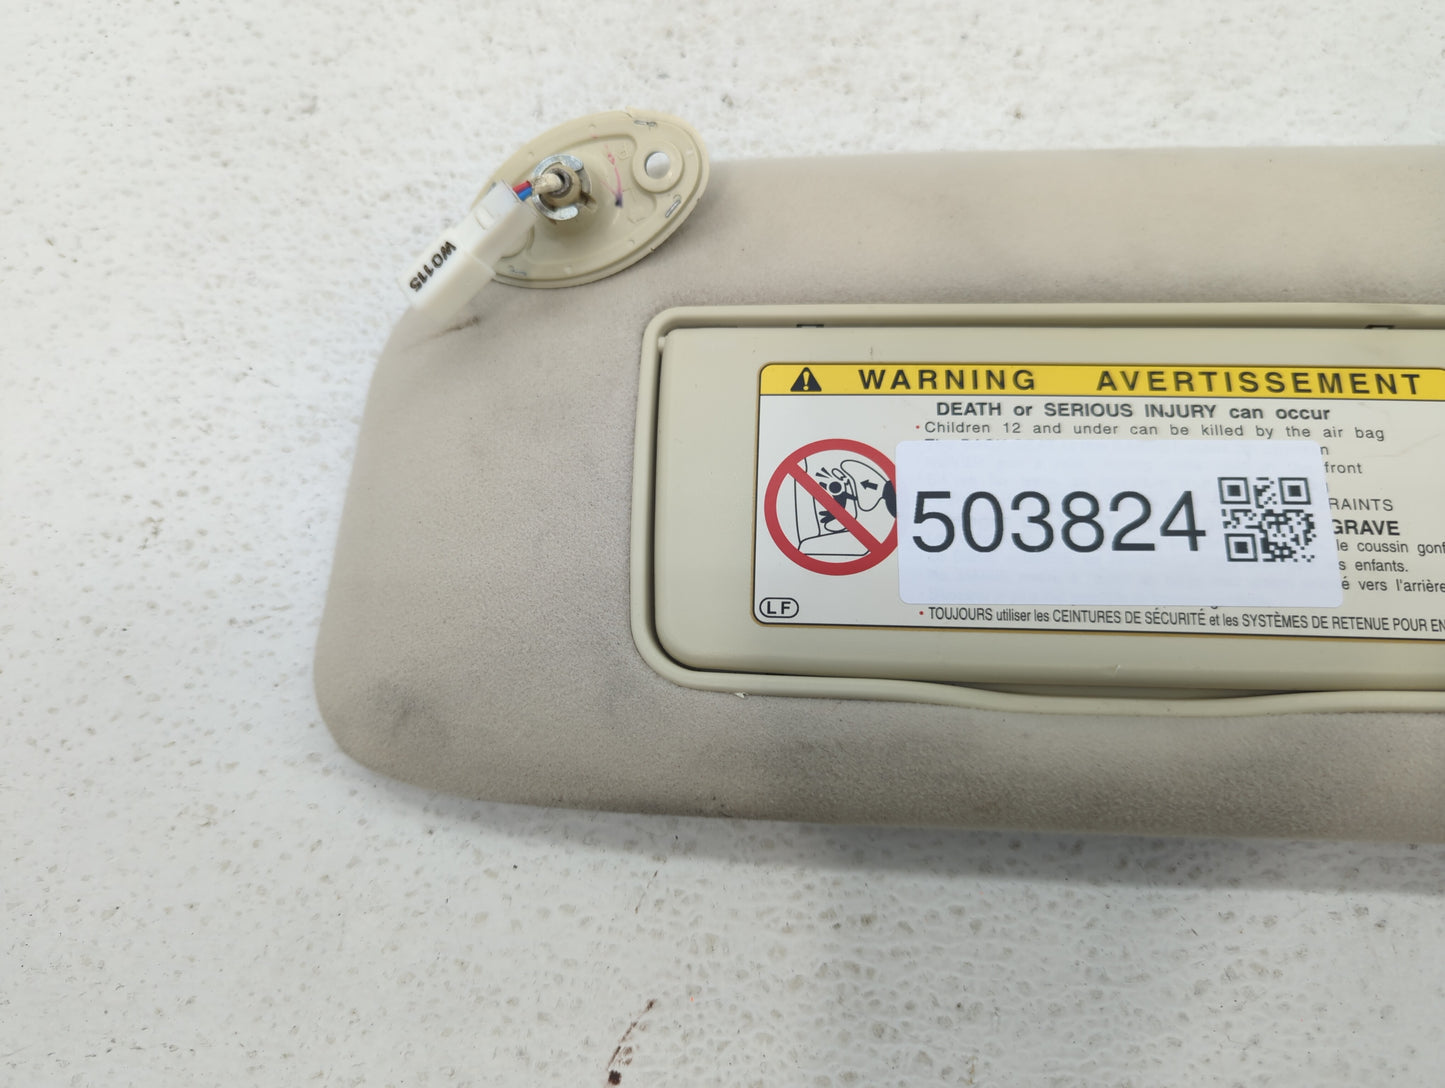 W0115
WARNING AVERTISSEMENT
DEATH or SERIOUS INJURY can occur
• Children 12 and under can be killed by the air bag
front
RAINTS
GRAVE
le coussin gonf
s enfants.
é vers l'arrière
503824
LF
• TOUJOURS utiliser les CEINTURES DE SÉCURITÉ et les SYSTÈMES DE RETENUE POUR EN